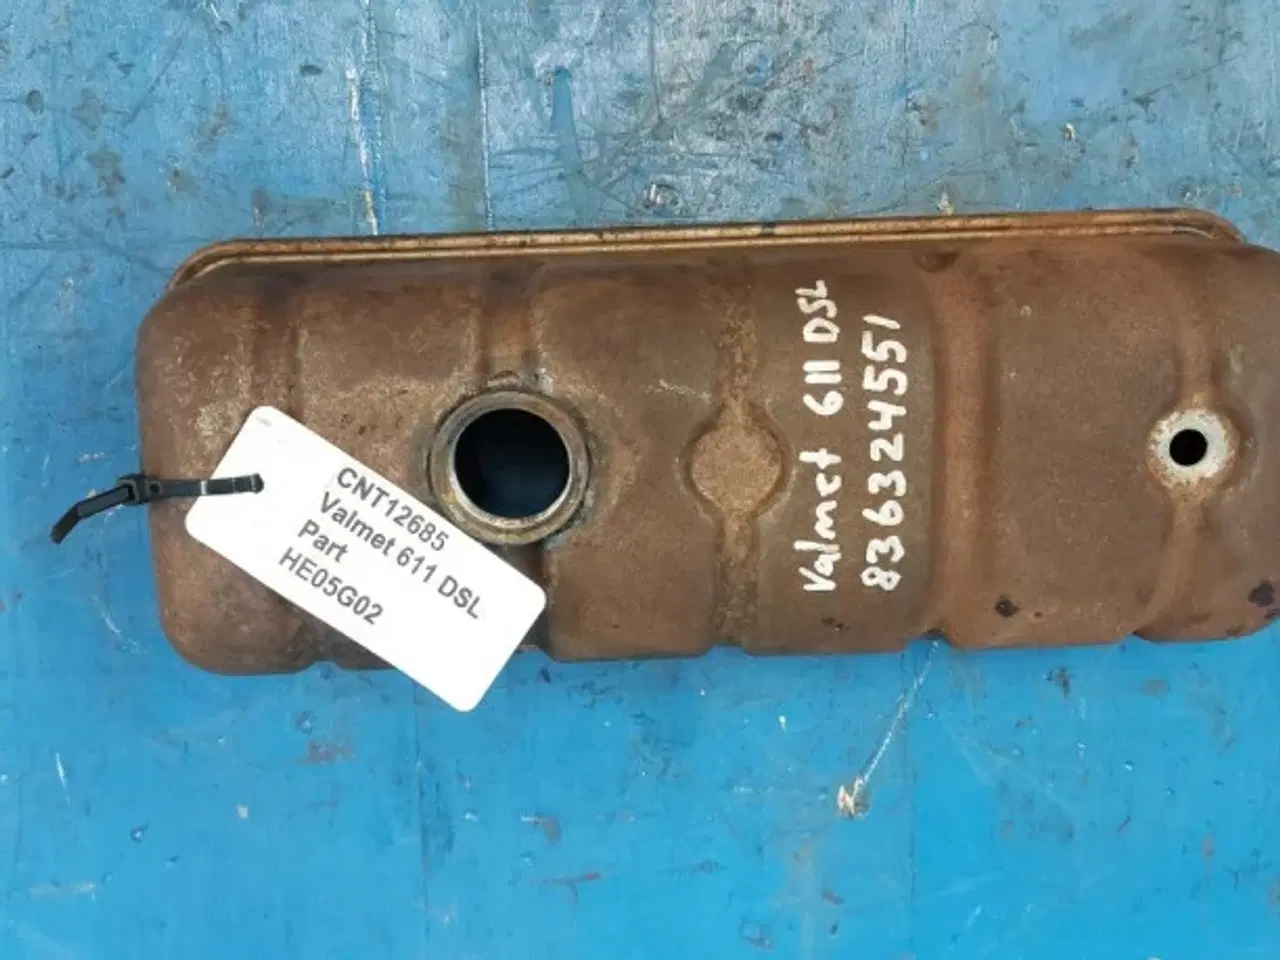 CNT12685
Valmet 611 DSL
Part
HE05G02
Valmet 611 DSL
836324551